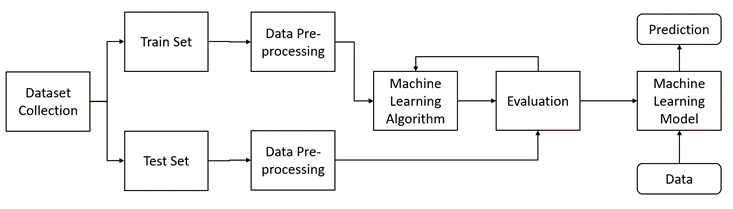 Dataset
Collection
Train Set
Data Pre-
processing
Test Set
Data Pre-
processing
Machine
Learning
Algorithm
Evaluation
Prediction
Machine
Learning
Model
Data